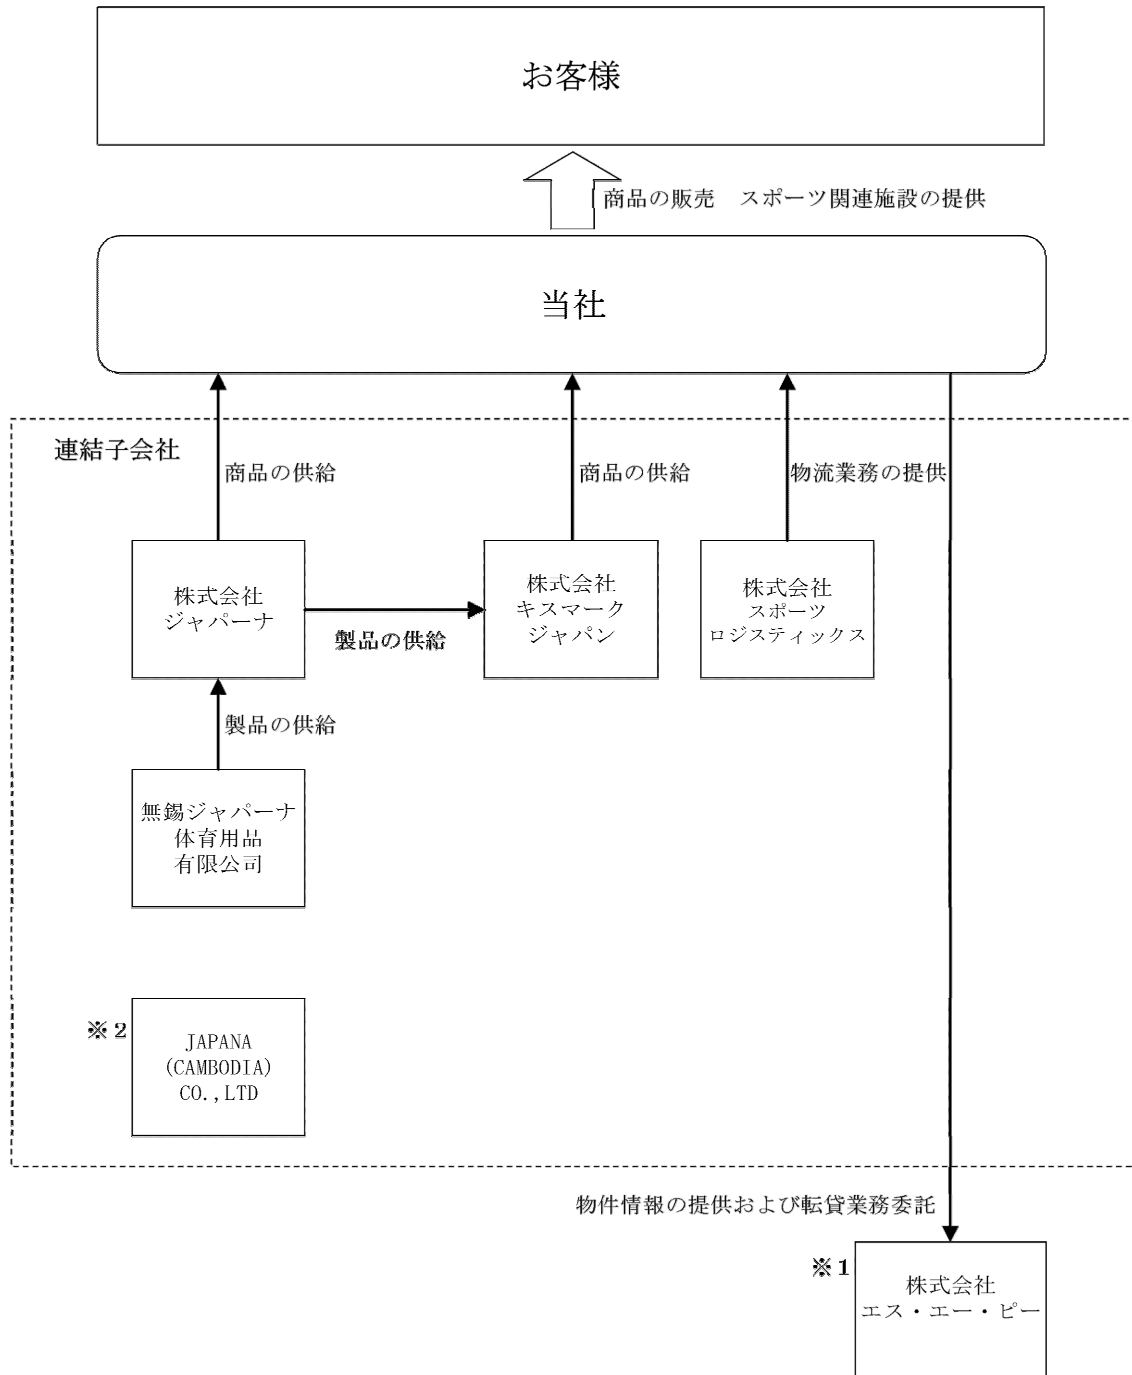 お客様
商品の販売　スポーツ関連施設の提供
当社
連結子会社
商品の供給
商品の供給
物流業務の提供
株式会社
ジャパーナ
製品の供給
株式会社
キスマーク
ジャパン
株式会社
スポーツ
ロジスティックス
製品の供給
無錫ジャパーナ
体育用品
有限公司
※2
JAPANA
(CAMBODIA)
CO.,LTD
物件情報の提供および転貸業務委託
※1
株式会社
エス・エー・ピー